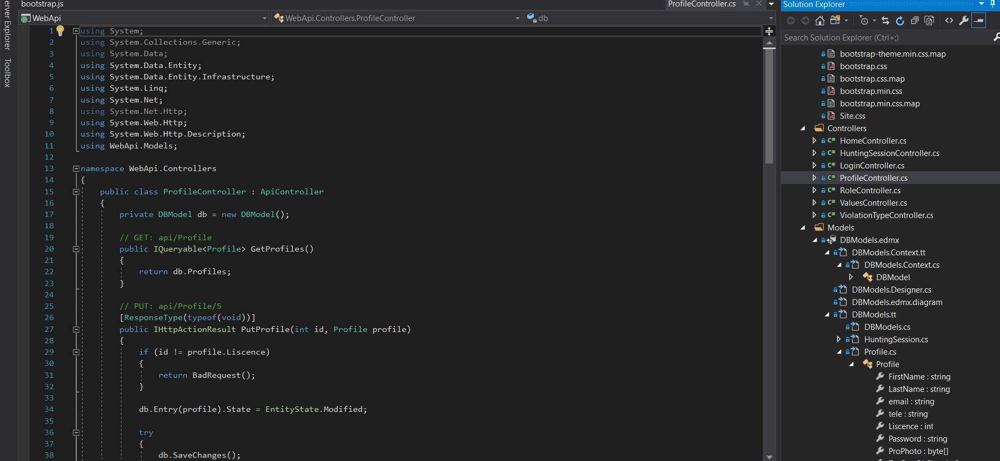 bootstrap.js
ProfileController.cs
Solution Explorer
erver Explorer
Toolbox
WebApi
WebApi.Controllers.ProfileController
db
Search Solution Explorer (Ctrl+;)
1 using System;
2 using System.Collections.Generic;
3 using System.Data;
4 using System.Data.Entity;
5 using System.Data.Entity.Infrastructure;
6 using System.Linq;
7 using System.Net;
8 using System.Net.Http;
9 using System.Web.Http;
10 using System.Web.Http.Description;
11 using WebApi.Models;
12
13 namespace WebApi.Controllers
14 {
15 public class ProfileController : ApiController
16 {
17 private DBModel db = new DBModel();
18
19 // GET: api/Profile
20 public IQueryable<Profile> GetProfiles()
21 {
22 return db.Profiles;
23 }
24
25 // PUT: api/Profile/5
26 [ResponseType(typeof(void))]
27 public IHttpActionResult PutProfile(int id, Profile profile)
28 {
29 if (id != profile.Liscence)
30 {
31 return BadRequest();
32 }
33
34 db.Entry(profile).State = EntityState.Modified;
35
36 try
37 {
38 db.SaveChanges();
bootstrap-theme.min.css.map
bootstrap.css
bootstrap.css.map
bootstrap.min.css
bootstrap.min.css.map
Site.css
Controllers
C# HomeController.cs
C# HuntingSessionController.cs
C# LoginController.cs
C# ProfileController.cs
C# RoleController.cs
C# ValuesController.cs
C# ViolationTypeController.cs
Models
DBModels.edmx
DBModels.Context.tt
DBModels.Context.cs
DBModel
DBModels.Designer.cs
DBModels.edmx.diagram
DBModels.tt
DBModels.cs
HuntingSession.cs
Profile.cs
Profile
FirstName : string
LastName : string
email : string
tele : string
Liscence : int
Password : string
ProPhoto : byte[]